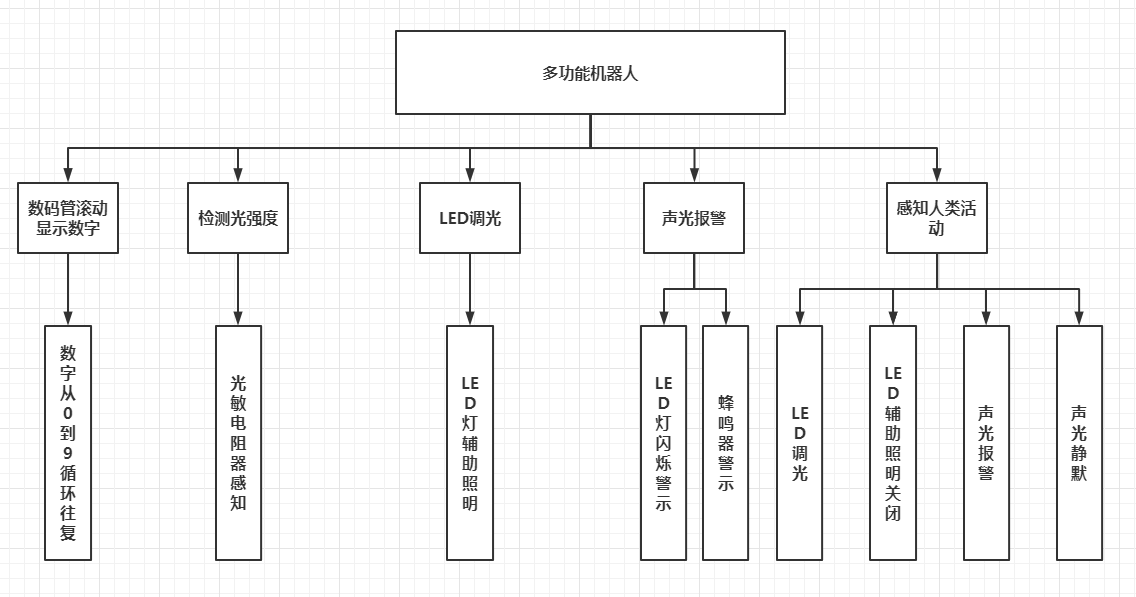 多功能机器人
数码管滚动
显示数字
检测光强度
LED调光
声光报警
感知人类活
动
数
字
从
0
到
9
循
环
往
复
光
敏
电
阻
器
感
知
LE
D
灯
辅
助
照
明
LE
D
灯
闪
烁
警
示
蜂
鸣
器
警
示
LE
D
调
光
LE
D
辅
助
照
明
关
闭
声
光
报
警
声
光
静
默